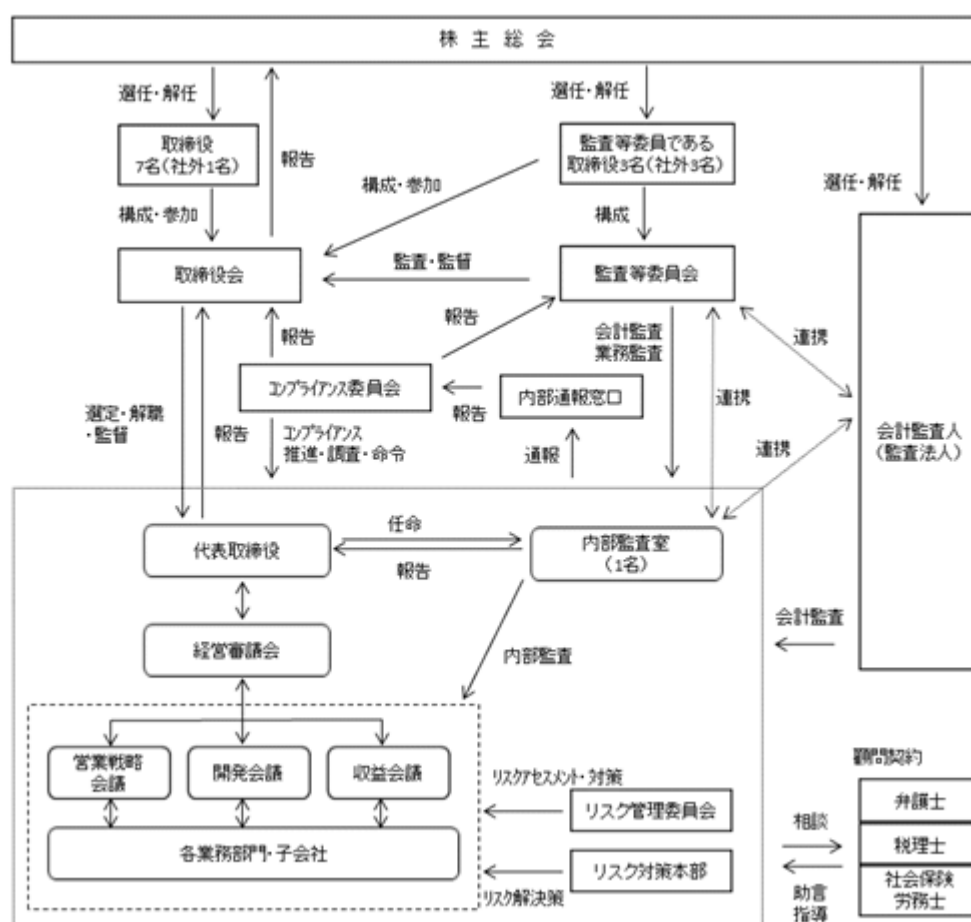 株主総会
選任・解任
選任・解任
選任・解任
取締役
7名(社外1名)
報告
監査等委員である
取締役3名(社外3名)
構成・参加
構成・参加
構成
取締役会
監査・監督
監査等委員会
報告
報告
会計監査
業務監査
連携
コンプライアンス委員会
報告
内部通報窓口
連携
選定・解職
・監督
報告
コンプライアンス
推進・調査・命令
通報
連携
会計監査人
(監査法人)
代表取締役
任命
報告
内部監査室
(1名)
経営審議会
内部監査
会計監査
営業戦略
会議
開発会議
収益会議
リスクアセスメント・対策
リスク管理委員会
各業務部門・子会社
リスク対策本部
リスク解決策
顧問契約
弁護士
相談
税理士
助言
指導
社会保険
労務士